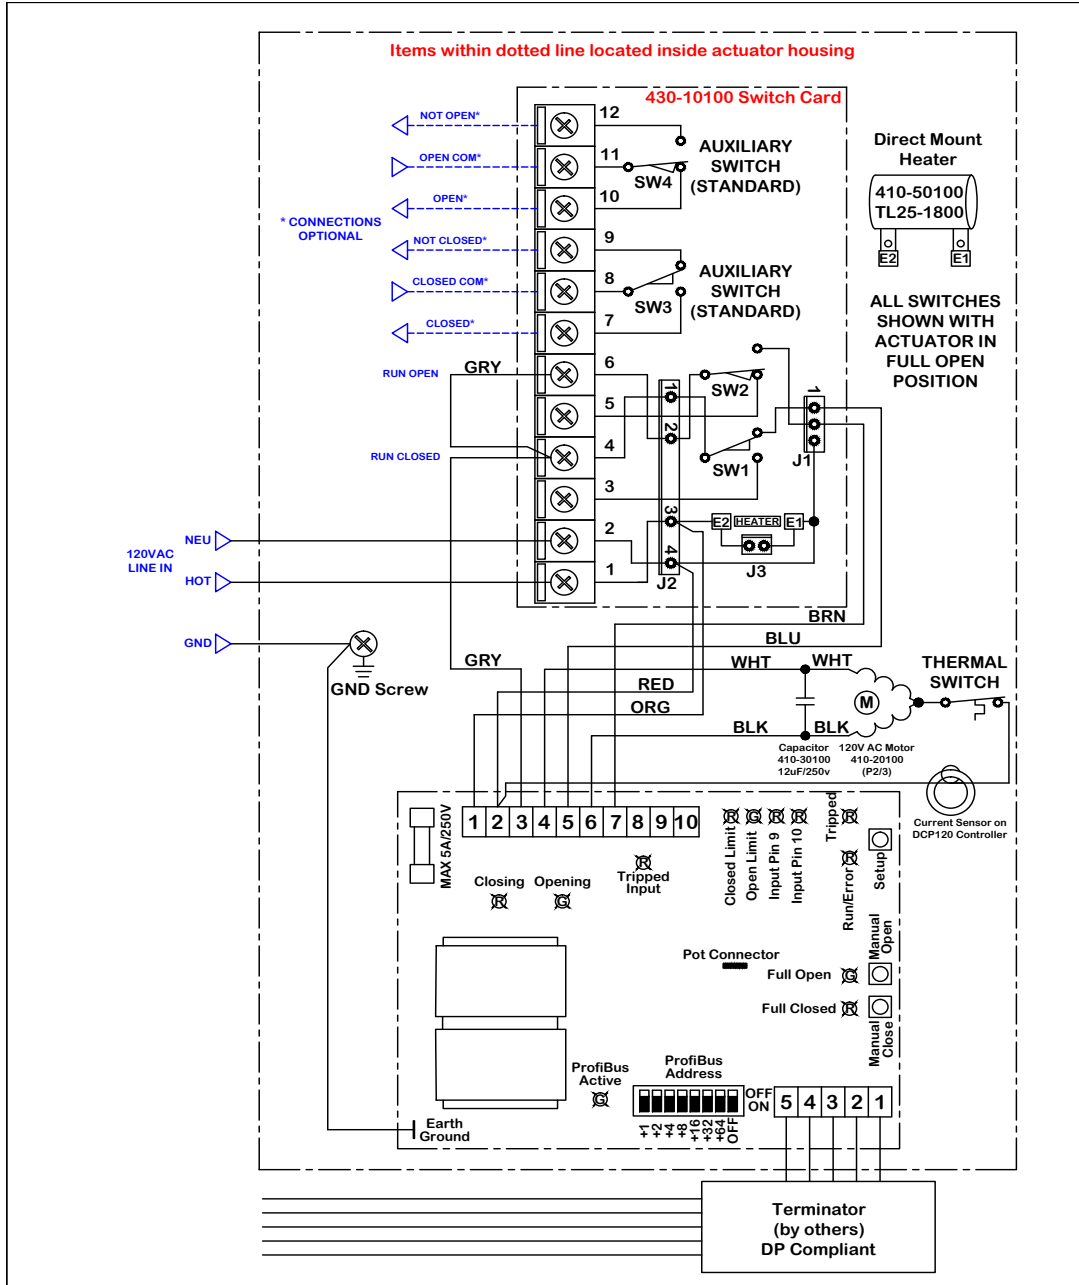 Items within dotted line located inside actuator housing
430-10100 Switch Card
NOT OPEN*
12
OPEN COM*
11
SW4
AUXILIARY
SWITCH
(STANDARD)
OPEN*
10
* CONNECTIONS
OPTIONAL
NOT CLOSED*
9
CLOSED COM*
8
SW3
AUXILIARY
SWITCH
(STANDARD)
CLOSED*
7
Direct Mount
Heater
410-50100
TL25-1800
E2
E1
ALL SWITCHES
SHOWN WITH
ACTUATOR IN
FULL OPEN
POSITION
RUN OPEN
GRY
6
SW2
5
RUN CLOSED
4
SW1
3
1
2
3
4
J2
1
J1
E2
HEATER
E1
J3
120VAC
LINE IN
NEU
2
HOT
1
GND
GND Screw
BRN
BLU
GRY
WHT
WHT
RED
ORG
BLK
BLK
THERMAL
SWITCH
M
Capacitor
410-30100
12uF/250v
120V AC Motor
410-20100
(P2/3)
Current Sensor on
DCP120 Controller
MAX 5A/250V
1 2 3 4 5 6 7 8 9 10
Closing
R
Opening
G
R
Tripped
Input
R
Closed Limit
G
Open Limit
R
Input Pin 9
R
Input Pin 10
Tripped
R
R
Run/Error
Setup
Manual
Open
Pot Connector
Full Open
G
Full Closed
R
Manual
Close
ProfiBus
Active
G
ProfiBus
Address
OFF
ON
+1
+2
+4
+8
+16
+32
+64
OFF
5 4 3 2 1
Earth
Ground
Terminator
(by others)
DP Compliant